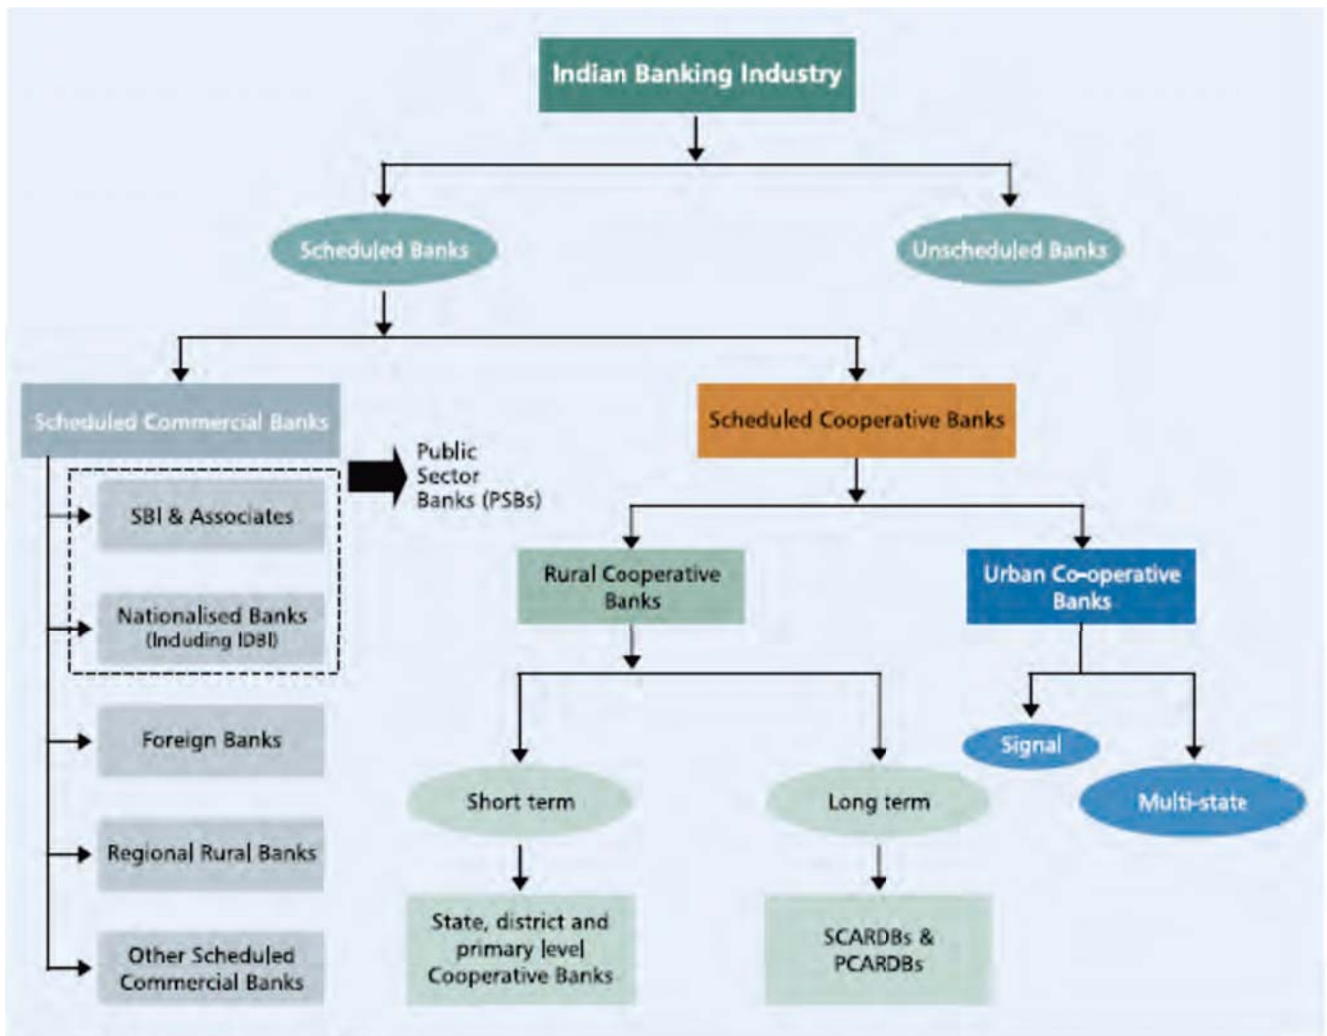 Indian Banking Industry
Scheduled Banks
Unscheduled Banks
Scheduled Commercial Banks
Scheduled Cooperative Banks
Public
Sector
Banks (PSBs)
SBI & Associates
Nationalised Banks
(Including IDBI)
Foreign Banks
Regional Rural Banks
Other Scheduled
Commercial Banks
Rural Cooperative
Banks
Urban Co-operative
Banks
Short term
Long term
Signal
Multi-state
State, district and
primary level
Cooperative Banks
SCARDBs &
PCARDBs